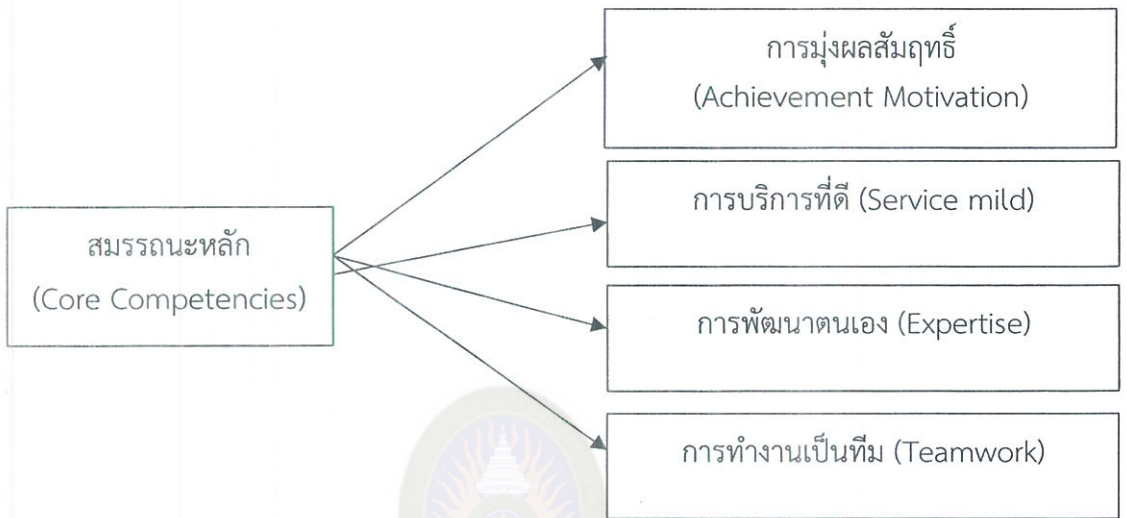 การมุ่งผลสัมฤทธิ์
(Achievement Motivation)
การบริการที่ดี (Service mild)
สมรรถนะหลัก
(Core Competencies)
การพัฒนาตนเอง (Expertise)
การทำงานเป็นทีม (Teamwork)